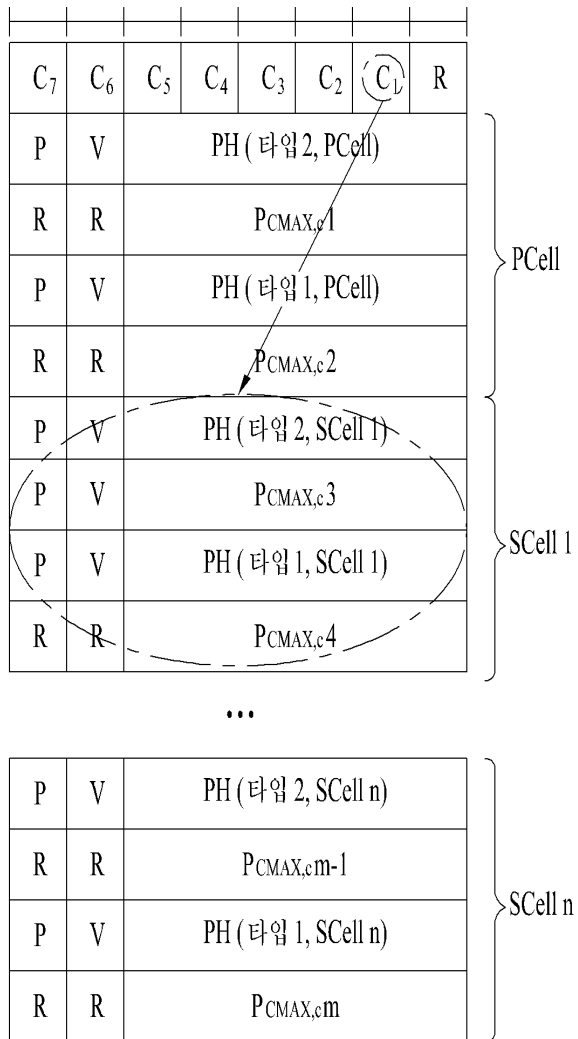 C7 C6 C5 C4 C3 C2 C1 R
P V PH ( 타입 2, PCell)
R R PCMAX,c1
P V PH ( 타입 1, PCell)
R R PCMAX,c2
PCell
P V PH ( 타입 2, SCell 1)
P V PCMAX,c3
P V PH ( 타입 1, SCell 1)
R R PCMAX,c4
SCell 1
...
P V PH ( 타입 2, SCell n)
R R PCMAX,cm-1
P V PH ( 타입 1, SCell n)
R R PCMAX,cm
SCell n